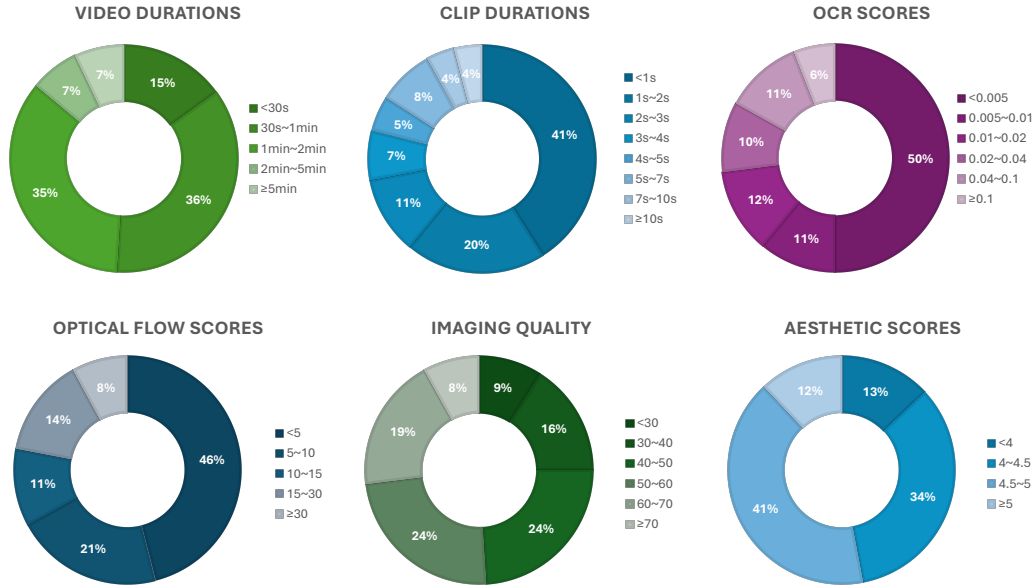 VIDEO DURATIONS
7%
15%
7%
35%
36%
<30s
30s~1min
1min~2min
2min~5min
≥5min
CLIP DURATIONS
4%
4%
8%
5%
7%
11%
20%
41%
<1s
1s~2s
2s~3s
3s~4s
4s~5s
5s~7s
7s~10s
≥10s
OCR SCORES
6%
11%
10%
12%
11%
50%
<0.005
0.005~0.01
0.01~0.02
0.02~0.04
0.04~0.1
≥0.1
OPTICAL FLOW SCORES
8%
14%
11%
21%
46%
<5
5~10
10~15
15~30
≥30
IMAGING QUALITY
8%
9%
19%
16%
24%
24%
<30
30~40
40~50
50~60
60~70
≥70
AESTHETIC SCORES
12%
13%
41%
34%
<4
4~4.5
4.5~5
≥5